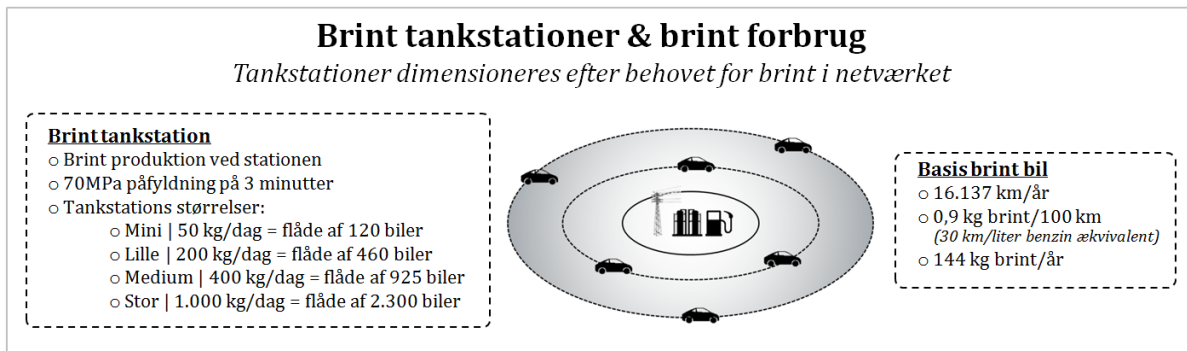 Brint tankstationer & brint forbrug
Tankstationer dimensioneres efter behovet for brint i netværket
Brint tankstation
o Brint produktion ved stationen
o 70MPa påfyldning på 3 minutter
o Tankstations størrelser:
o Mini | 50 kg/dag = flåde af 120 biler
o Lille | 200 kg/dag = flåde af 460 biler
o Medium | 400 kg/dag = flåde af 925 biler
o Stor | 1.000 kg/dag = flåde af 2.300 biler
Basis brint bil
o 16.137 km/år
o 0,9 kg brint/100 km
(30 km/liter benzin ækvivalent)
o 144 kg brint/år